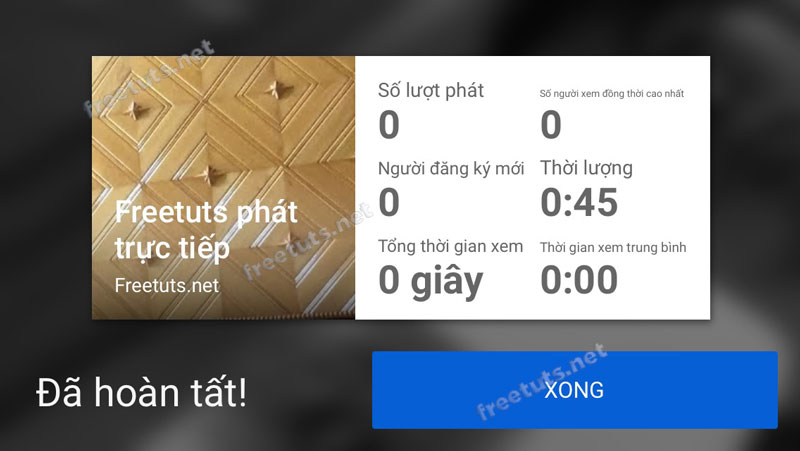 freetuts.net
Freetuts phát
trực tiếp
Freetuts.net
Số lượt phát
0
Số người xem đồng thời cao nhất
0
Người đăng ký mới
0
Thời lượng
0:45
Tổng thời gian xem
0 giây
Thời gian xem trung bình
0:00
freetuts.net
Đã hoàn tất!
XONG
freetuts.net